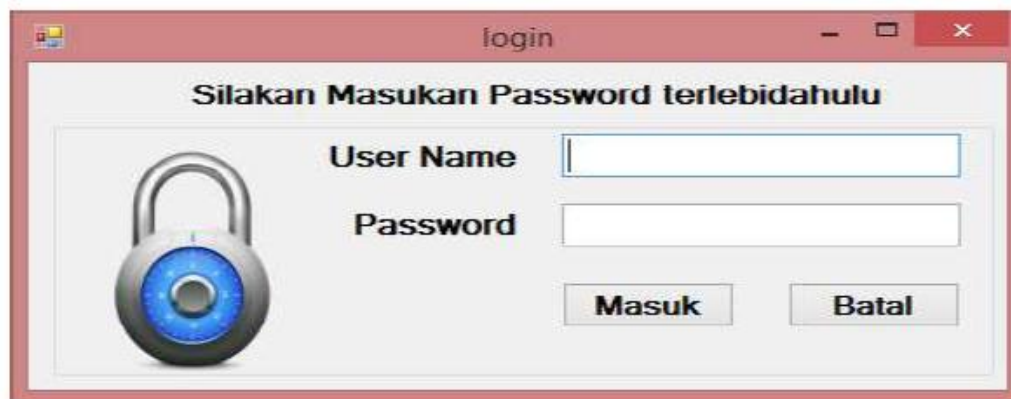 login
Silakan Masukan Password terlebidahulu
User Name
Password
Masuk Batal